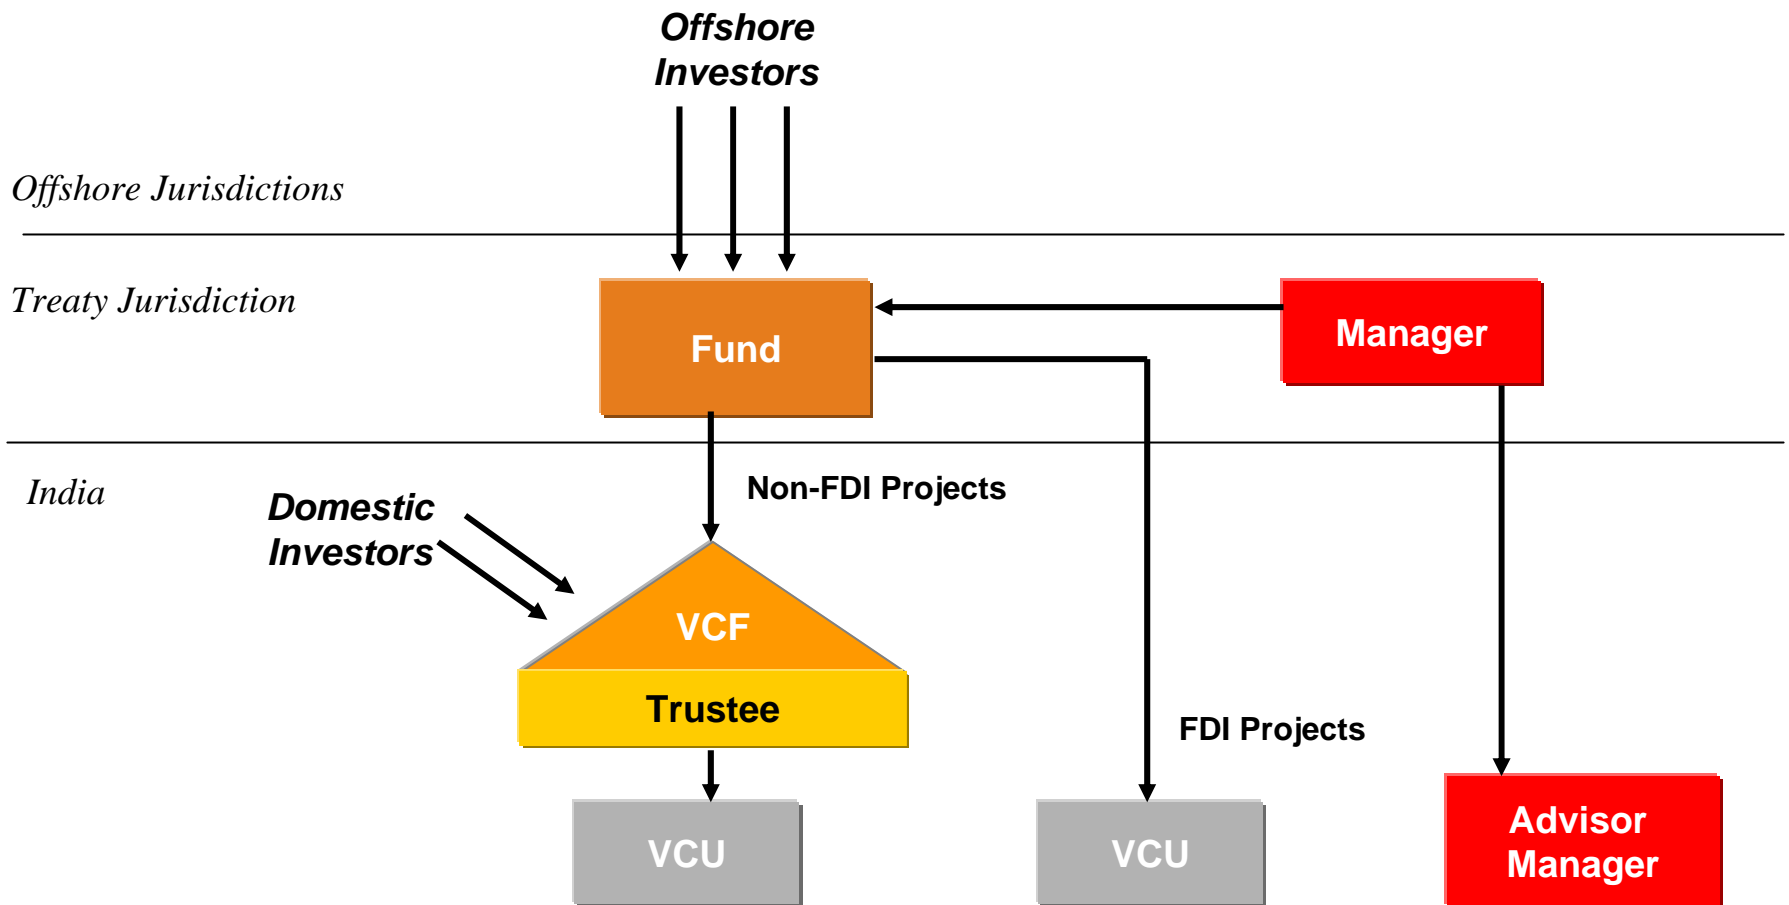 Offshore
Investors
Offshore Jurisdictions
Treaty Jurisdiction
Fund
Manager
India
Non-FDI Projects
Domestic
Investors
VCF
Trustee
FDI Projects
VCU
VCU
Advisor
Manager